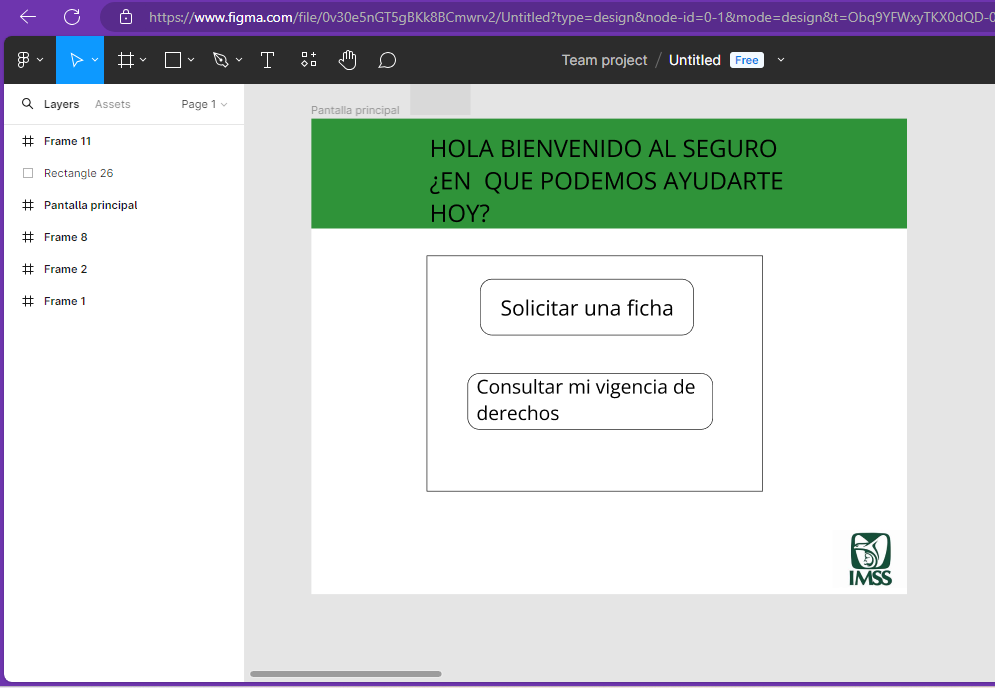 https://www.figma.com/file/0v30e5nGT5gBKk8BCmwrv2/Untitled?type=design&node-id=0-1&mode=design&t=Obq9YFWxyTKX0dQD-0
Team project / Untitled Free
Layers Assets Page 1
Frame 11
Rectangle 26
Pantalla principal
Frame 8
Frame 2
Frame 1
Pantalla principal
HOLA BIENVENIDO AL SEGURO
¿EN QUE PODEMOS AYUDARTE
HOY?
Solicitar una ficha
Consultar mi vigencia de
derechos
IMSS